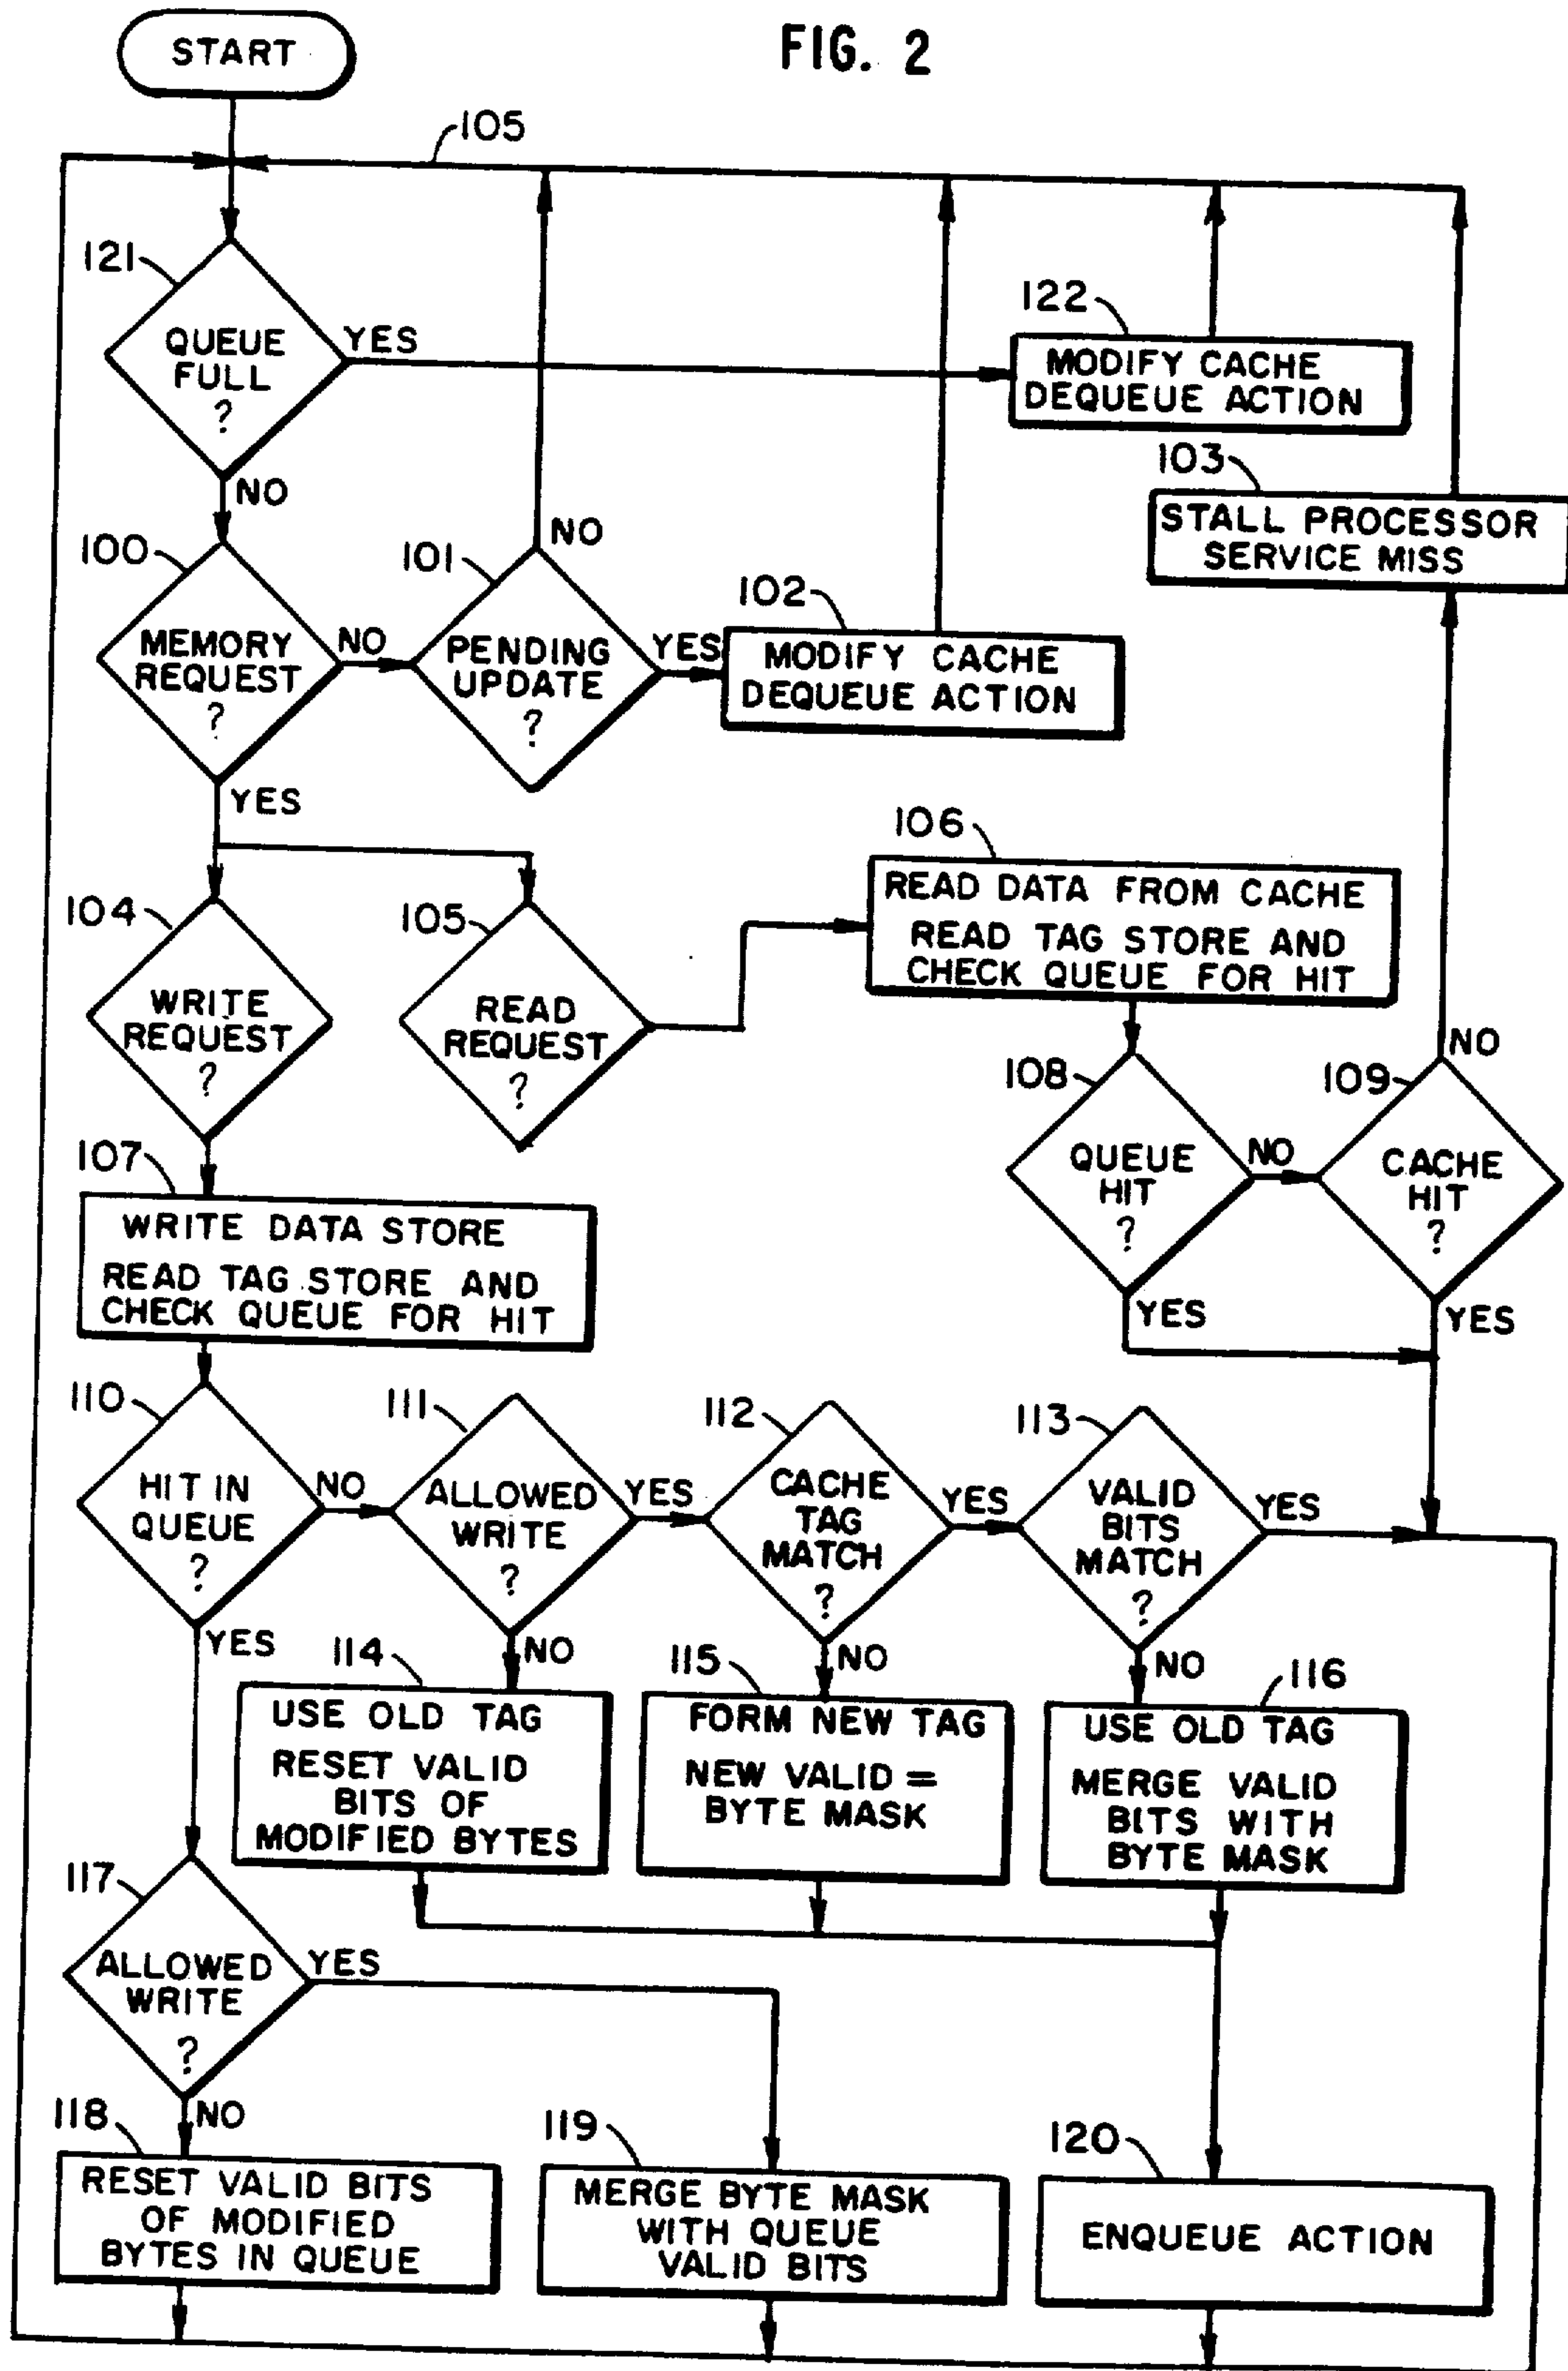 FIG. 2
START
105
121
QUEUE
FULL
?
YES
NO
122
MODIFY CACHE
DEQUEUE ACTION
103
STALL PROCESSOR
SERVICE MISS
100
MEMORY
REQUEST
?
NO
YES
101
PENDING
UPDATE
?
NO
YES
102
MODIFY CACHE
DEQUEUE ACTION
104
WRITE
REQUEST
?
105
READ
REQUEST
?
106
READ DATA FROM CACHE
READ TAG STORE AND
CHECK QUEUE FOR HIT
108
QUEUE
HIT
?
NO
YES
109
CACHE
HIT
?
NO
YES
107
WRITE DATA STORE
READ TAG STORE AND
CHECK QUEUE FOR HIT
110
HIT IN
QUEUE
?
NO
YES
111
ALLOWED
WRITE
?
YES
NO
112
CACHE
TAG
MATCH
?
YES
NO
113
VALID
BITS
MATCH
?
YES
NO
114
USE OLD TAG
RESET VALID
BITS OF
MODIFIED BYTES
115
FORM NEW TAG
NEW VALID =
BYTE MASK
116
USE OLD TAG
MERGE VALID
BITS WITH
BYTE MASK
117
ALLOWED
WRITE
?
YES
NO
118
RESET VALID BITS
OF MODIFIED
BYTES IN QUEUE
119
MERGE BYTE MASK
WITH QUEUE
VALID BITS
120
ENQUEUE ACTION